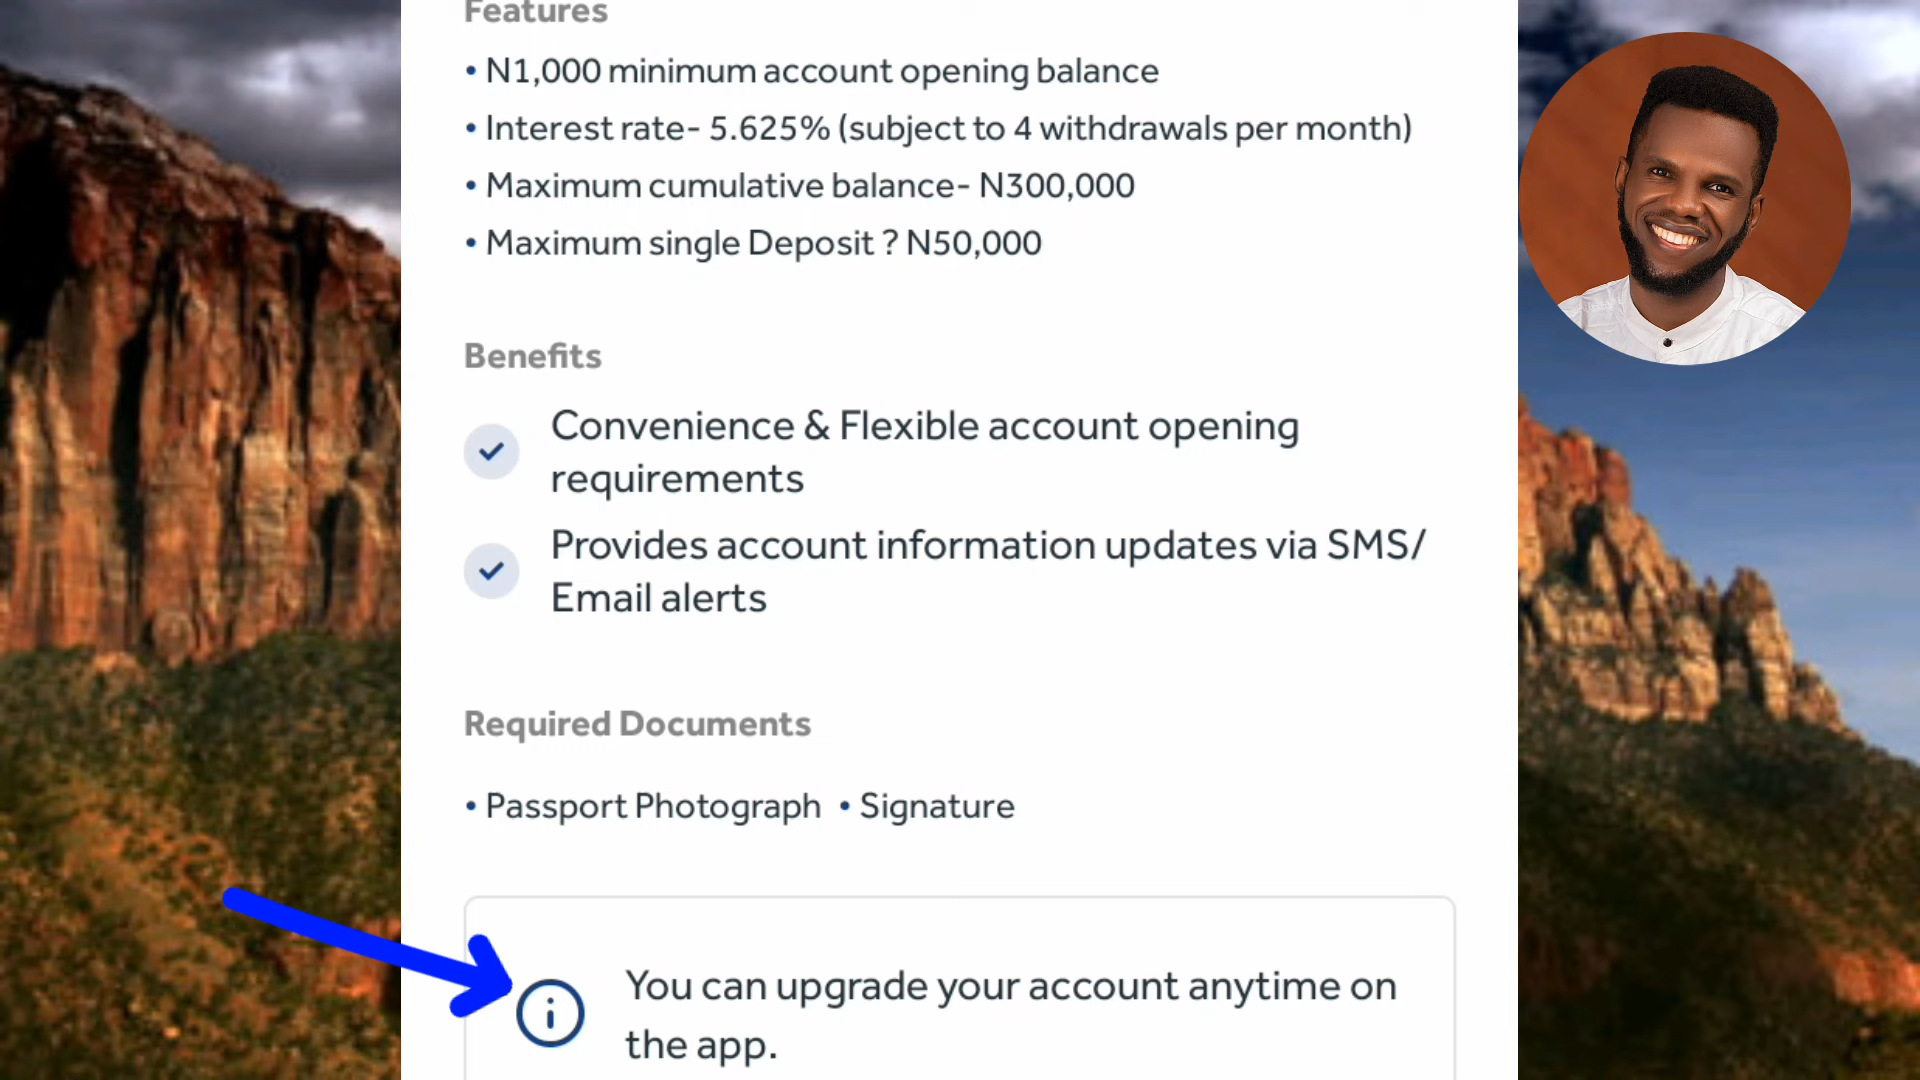 Features
• N1,000 minimum account opening balance
• Interest rate- 5.625% (subject to 4 withdrawals per month)
• Maximum cumulative balance- N300,000
• Maximum single Deposit ? N50,000
Benefits
Convenience & Flexible account opening
requirements
Provides account information updates via SMS/
Email alerts
Required Documents
• Passport Photograph • Signature
You can upgrade your account anytime on
the app.